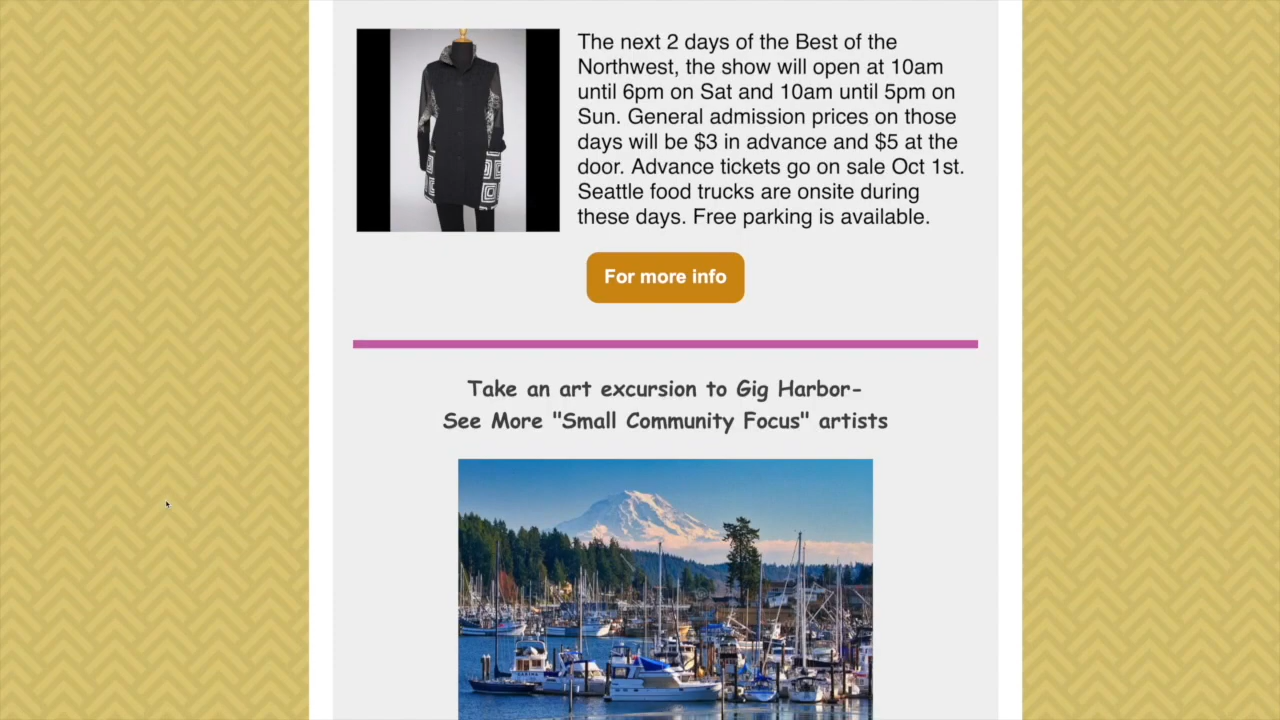 The next 2 days of the Best of the
Northwest, the show will open at 10am
until 6pm on Sat and 10am until 5pm on
Sun. General admission prices on those
days will be $3 in advance and $5 at the
door. Advance tickets go on sale Oct 1st.
Seattle food trucks are onsite during
these days. Free parking is available.
For more info
Take an art excursion to Gig Harbor-
See More "Small Community Focus" artists